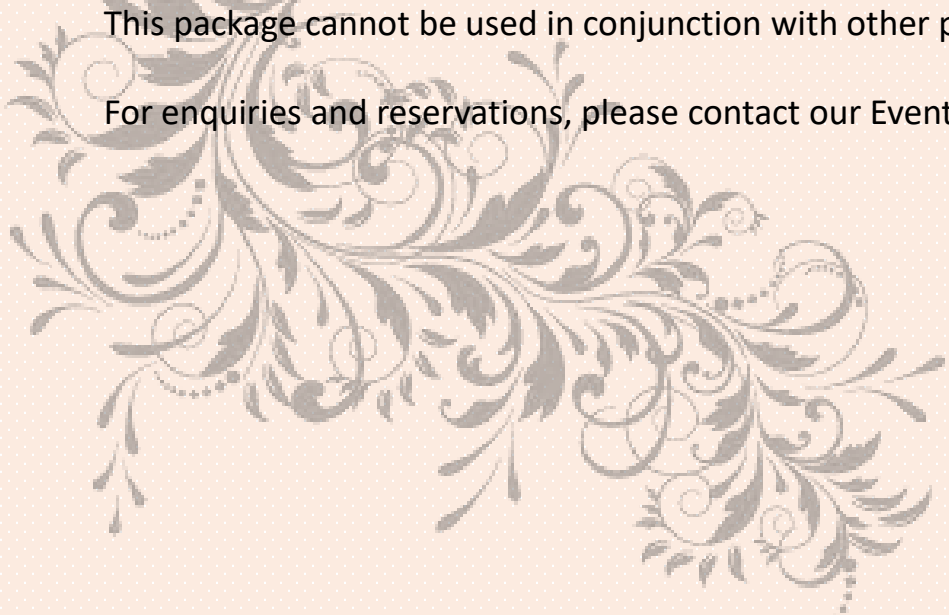 This package cannot be used in conjunction with other
For enquiries and reservations, please contact our Event